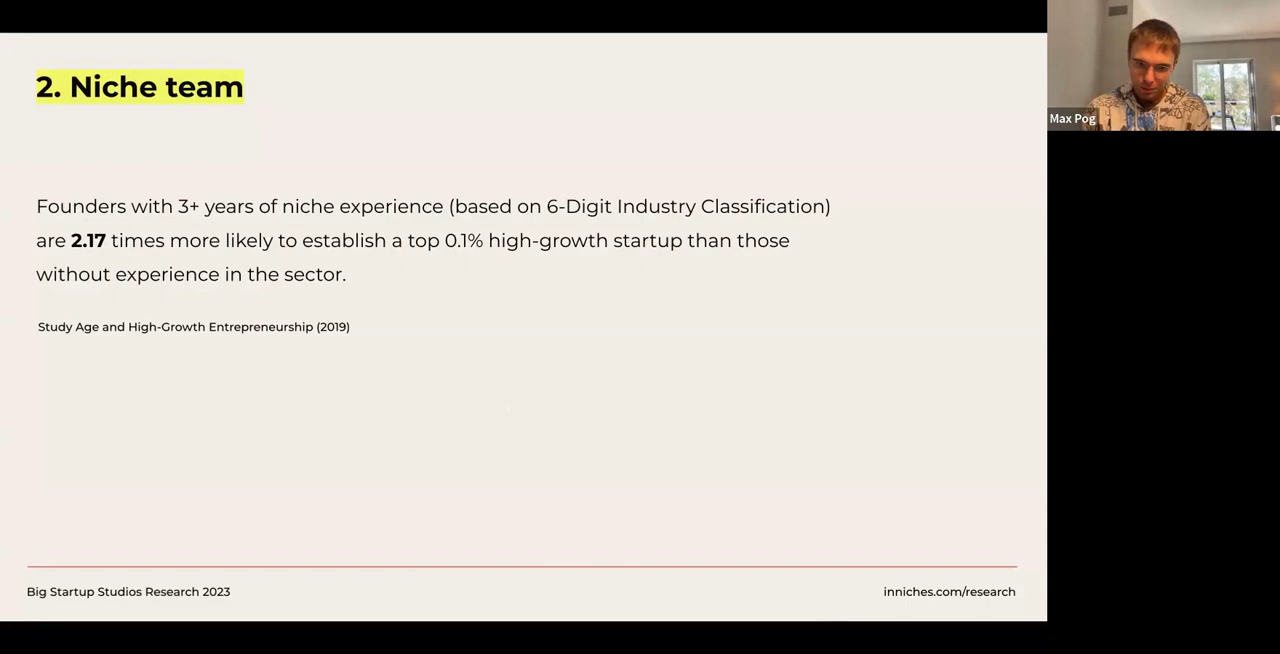 2. Niche team
Max Pog
Founders with 3+ years of niche experience (based on 6-Digit Industry Classification)
are 2.17 times more likely to establish a top 0.1% high-growth startup than those
without experience in the sector.
Study Age and High-Growth Entrepreneurship (2019)
Big Startup Studios Research 2023
inniches.com/research